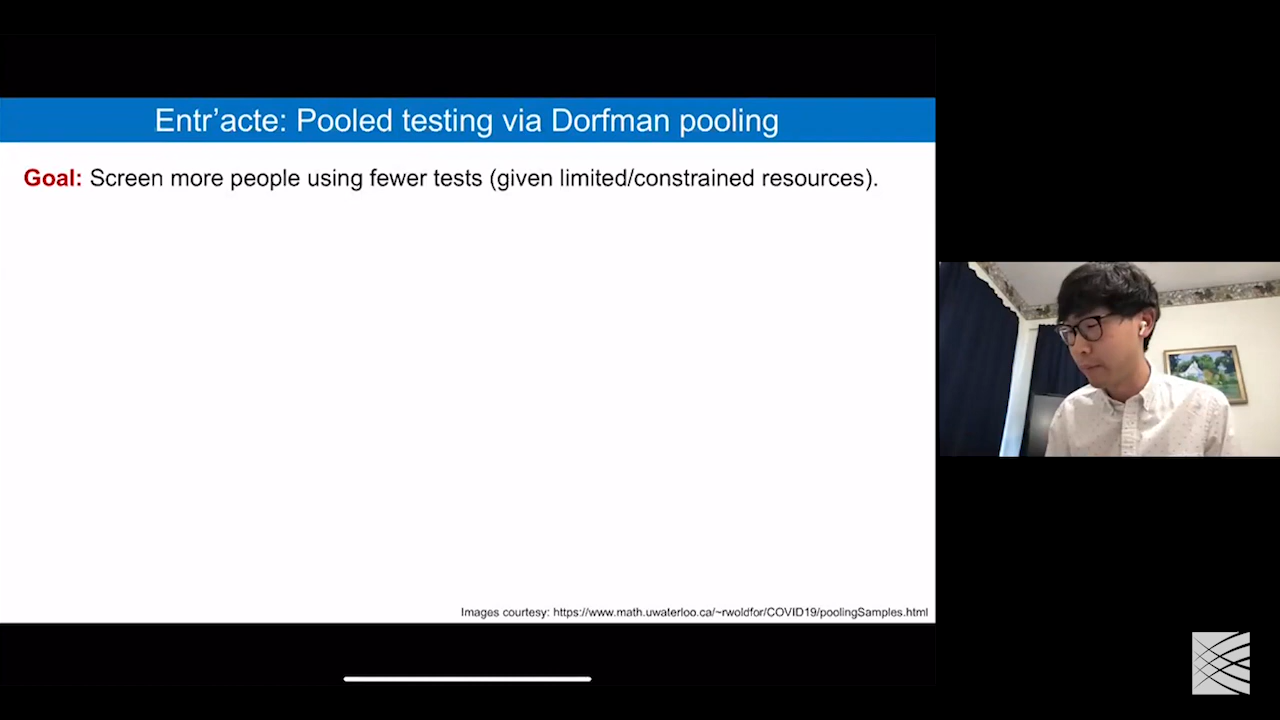 Entr'acte: Pooled testing via Dorfman pooling
Goal: Screen more people using fewer tests (given limited/constrained resources).
Images courtesy: https://www.math.uwaterloo.ca/~rwoldfor/COVID19/poolingSamples.html